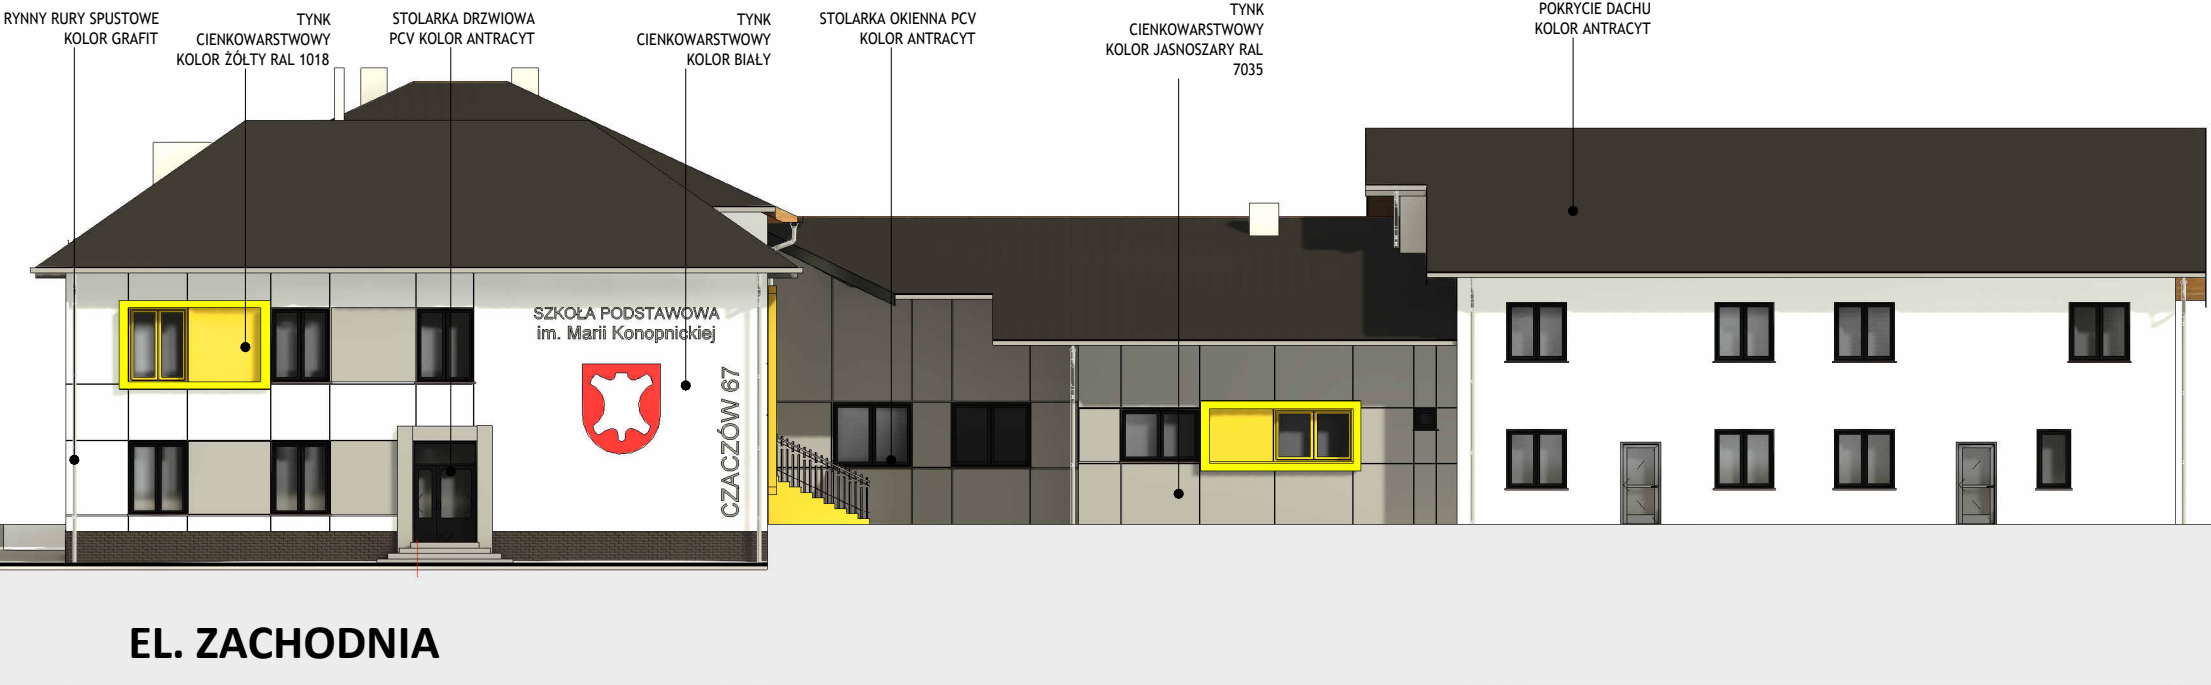 RYNNY RURY SPUSTOWE
KOLOR GRAFIT
TYNK
CIENKOWARSTWOWY
KOLOR ŻÓŁTY RAL 1018
STOLARKA DRZWIOWA
PCV KOLOR ANTRACYT
TYNK
CIENKOWARSTWOWY
KOLOR BIAŁY
STOLARKA OKIENNA PCV
KOLOR ANTRACYT
TYNK
CIENKOWARSTWOWY
KOLOR JASNOSZARY RAL
7035
POKRYCIE DACHU
KOLOR ANTRACYT
SZKOŁA PODSTAWOWA
im. Marii Konopnickiej
CZACZÓW 67
EL. ZACHODNIA